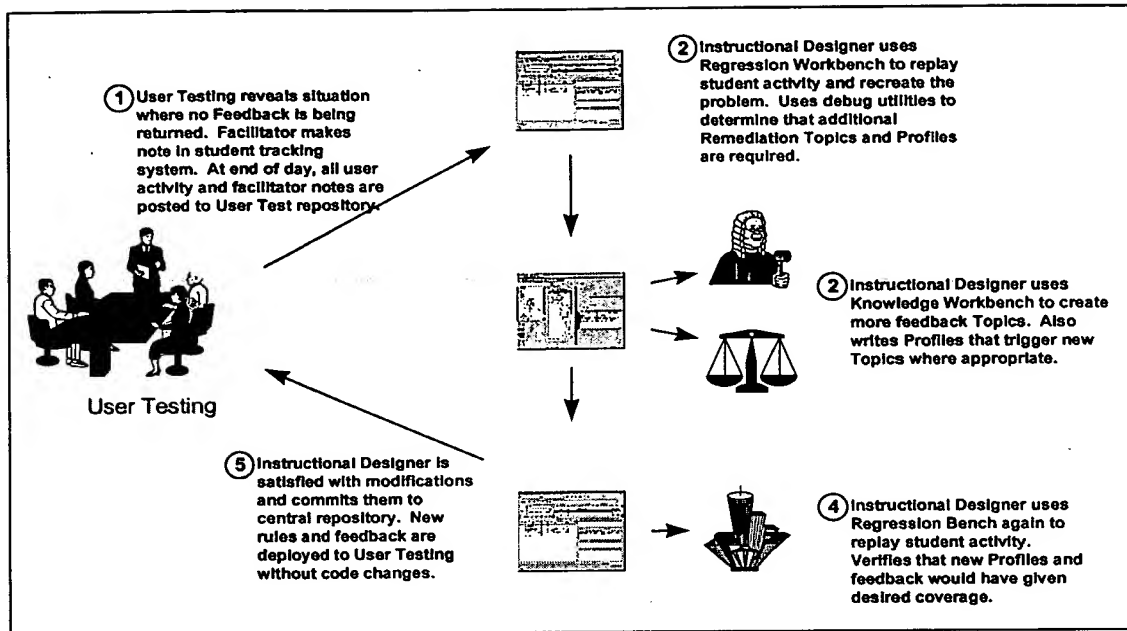 ① User Testing reveals situation
where no Feedback is being
returned. Facilitator makes
note in student tracking
system. At end of day, all user
activity and facilitator notes are
posted to User Test repository.
User Testing
② Instructional Designer uses
Regression Workbench to replay
student activity and recreate the
problem. Uses debug utilities to
determine that additional
Remediation Topics and Profiles
are required.
② Instructional Designer uses
Knowledge Workbench to create
more feedback Topics. Also
writes Profiles that trigger new
Topics where appropriate.
④ Instructional Designer uses
Regression Bench again to
replay student activity.
Verifies that new Profiles and
feedback would have given
desired coverage.
⑤ Instructional Designer is
satisfied with modifications
and commits them to
central repository. New
rules and feedback are
deployed to User Testing
without code changes.